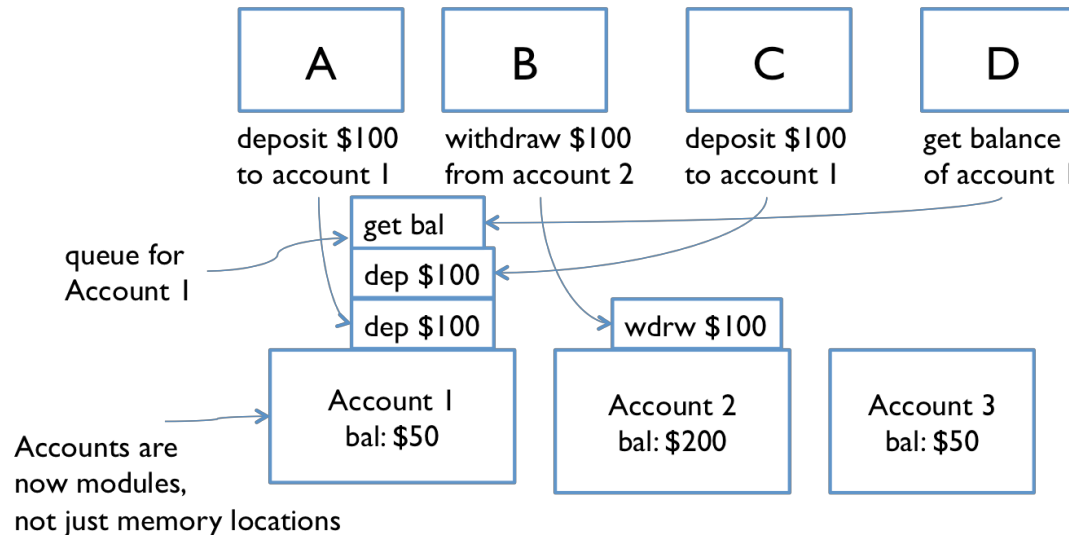 A
B
C
D
deposit $100
to account 1
withdraw $100
from account 2
deposit $100
to account 1
get balance
of account 1
queue for
Account 1
get bal
dep $100
dep $100
wdrw $100
Account 1
bal: $50
Account 2
bal: $200
Account 3
bal: $50
Accounts are
now modules,
not just memory locations